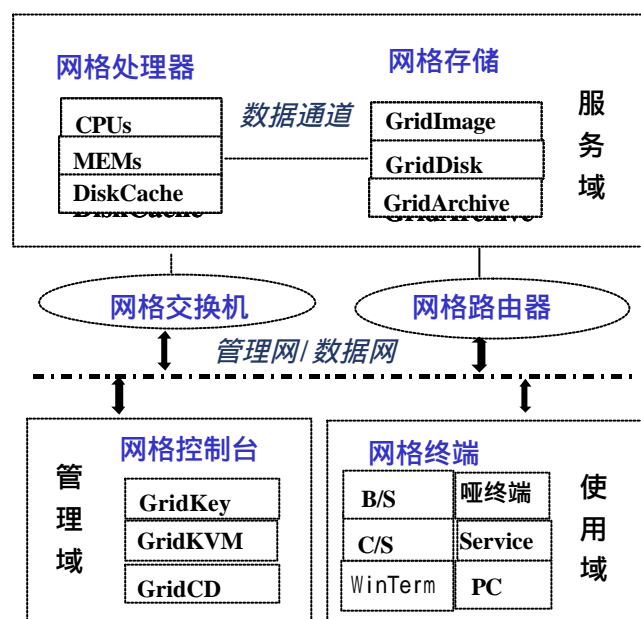 网格处理器
网格存储
CPUs
MEMs
DiskCache
数据通道
GridImage
GridDisk
GridArchive
服务域
网格交换机
网格路由器
管理网/数据网
管理域
网格控制台
GridKey
GridKVM
GridCD
网格终端
B/S
哑终端
C/S
Service
WinTerm
PC
使用域